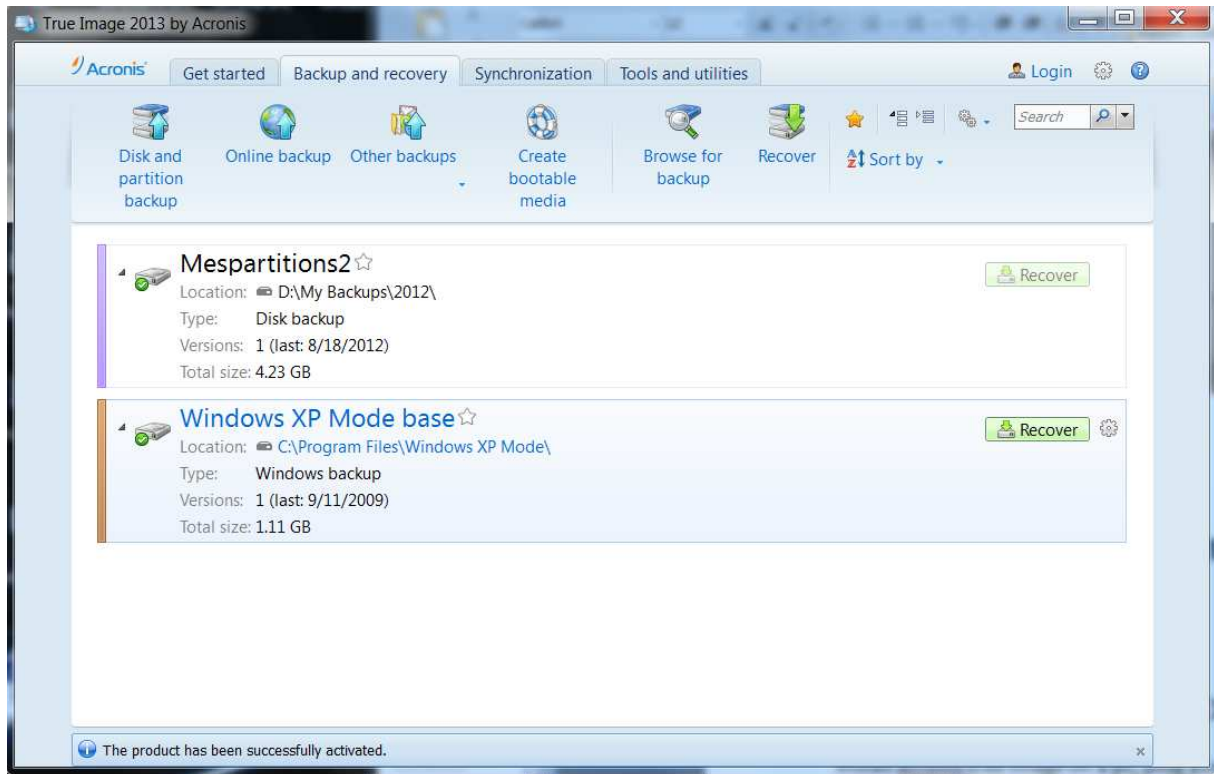 True Image 2013 by Acronis
Acronis
Get started
Backup and recovery
Synchronization
Tools and utilities
Login
Disk and
partition
backup
Online backup
Other backups
Create
bootable
media
Browse for
backup
Recover
Search
Sort by
Mespartitions2
Recover
Location: D:\My Backups\2012\
Type: Disk backup
Versions: 1 (last: 8/18/2012)
Total size: 4.23 GB
Windows XP Mode base
Recover
Location: C:\Program Files\Windows XP Mode\
Type: Windows backup
Versions: 1 (last: 9/11/2009)
Total size: 1.11 GB
The product has been successfully activated.